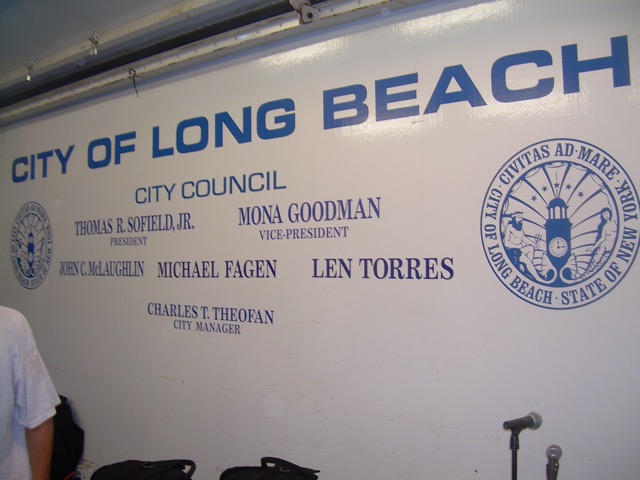 CITY OF LONG BEACH
CITY COUNCIL
THOMAS R. SOFIELD, JR.
PRESIDENT
MONA GOODMAN
VICE-PRESIDENT
JOHN C. McLAUGHLIN
MICHAEL FAGEN
LEN TORRES
CHARLES T. THEOFAN
CITY MANAGER
CIVITAS·AD·MARE·
CITY OF LONG BEACH·STATE OF NEW YORK